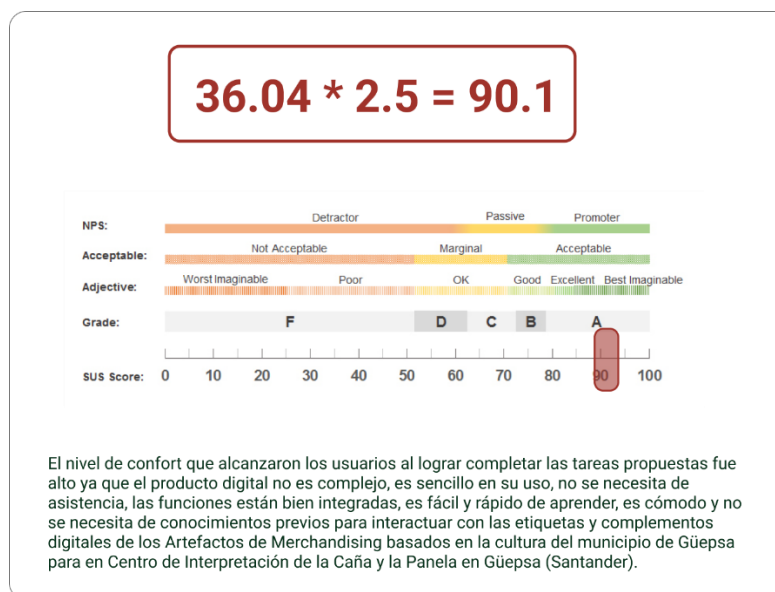 36.04 * 2.5 = 90.1
NPS: Detractor Passive Promoter
Acceptable: Not Acceptable Marginal Acceptable
Adjective: Worst Imaginable Poor OK Good Excellent Best Imaginable
Grade: F D C B A
SUS Score: 0 10 20 30 40 50 60 70 80 90 100
El nivel de confort que alcanzaron los usuarios al lograr completar las tareas propuestas fue
alto ya que el producto digital no es complejo, es sencillo en su uso, no se necesita de
asistencia, las funciones están bien integradas, es fácil y rápido de aprender, es cómodo y no
se necesita de conocimientos previos para interactuar con las etiquetas y complementos
digitales de los Artefactos de Merchandising basados en la cultura del municipio de Güepsa
para en Centro de Interpretación de la Caña y la Panela en Güepsa (Santander).